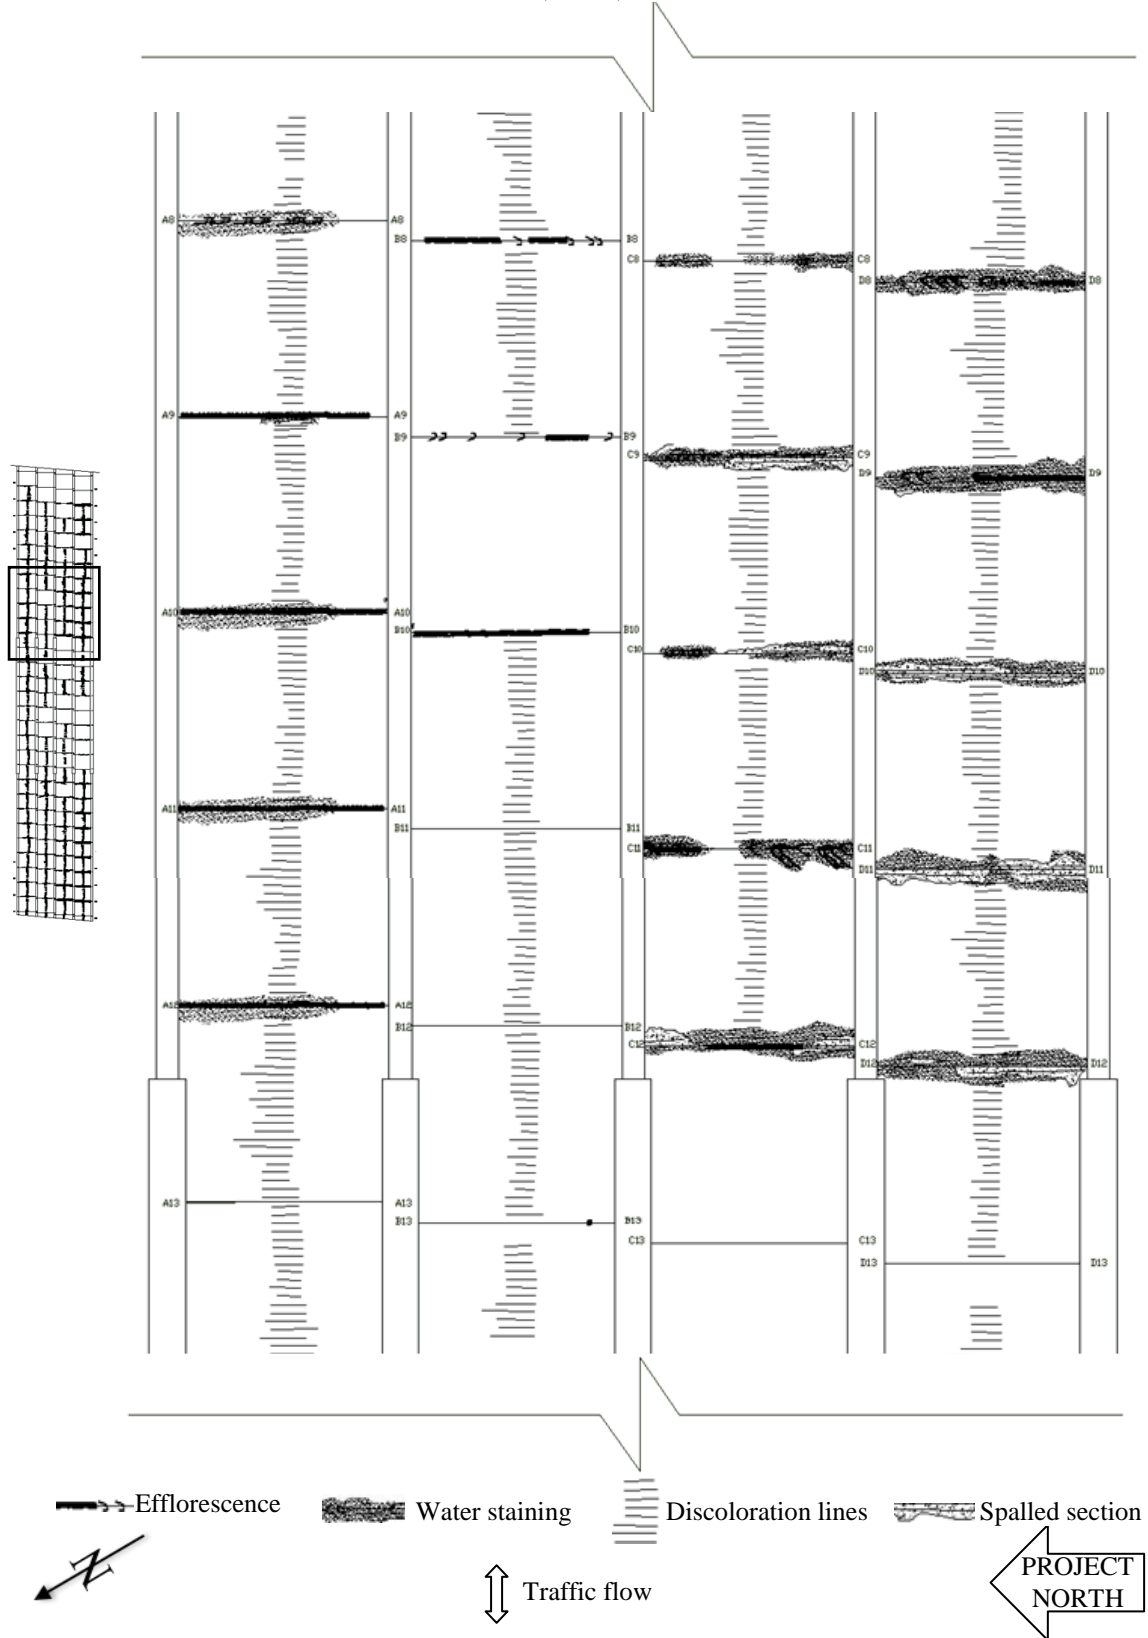 A8 A8
B8 B8
C8 C8
D8 D8
A9 A9
B9 B9
C9 C9
D9 D9
A10 A10
B10 B10
C10 C10
D10 D10
A11 A11
B11 B11
C11 C11
D11 D11
A12 A12
B12 B12
C12 C12
D12 D12
A13 A13
B13 B13
C13 C13
D13 D13
Efflorescence Water staining Discoloration lines Spalled section
N
Traffic flow
PROJECT
NORTH